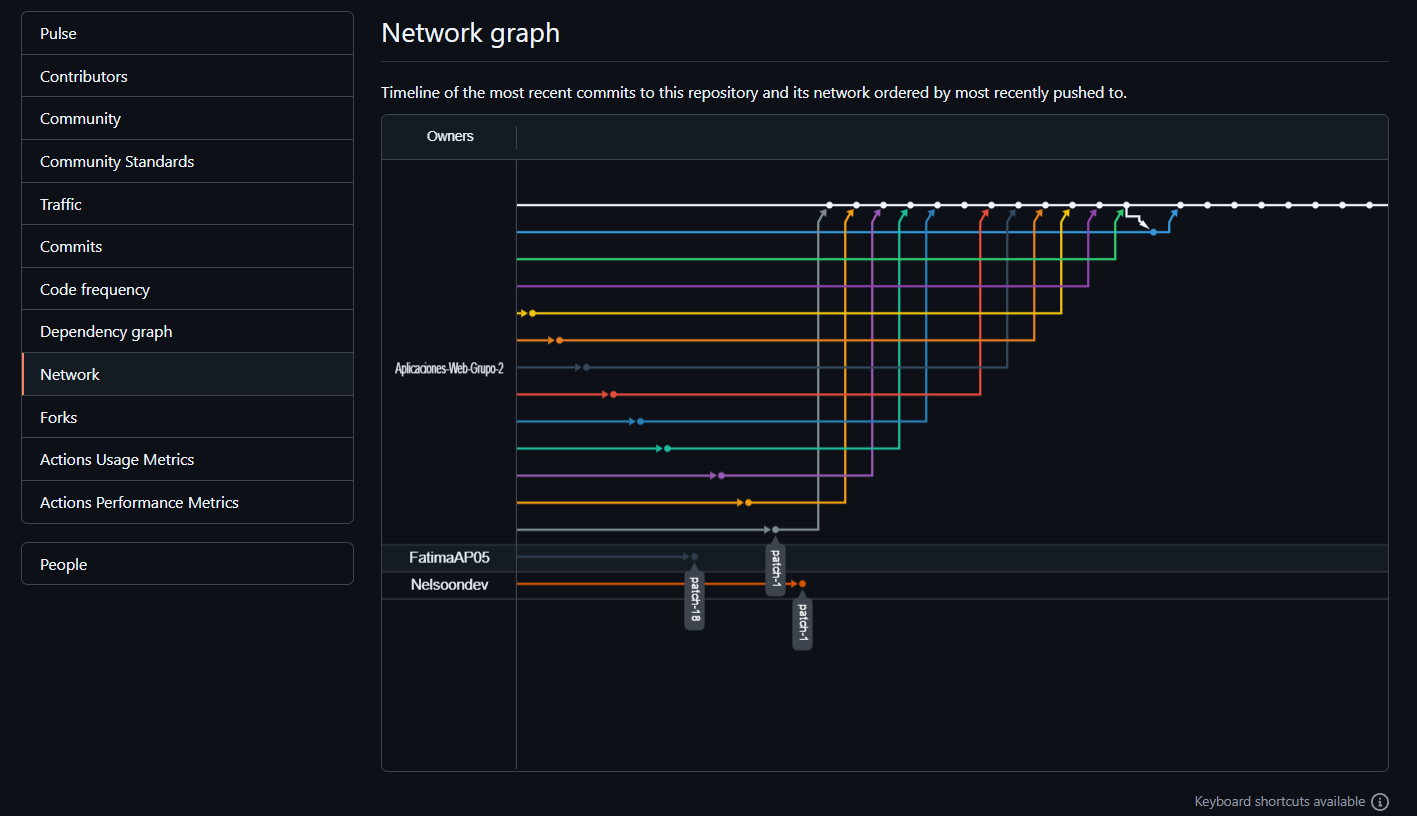 Pulse
Contributors
Community
Community Standards
Traffic
Commits
Code frequency
Dependency graph
Network
Forks
Actions Usage Metrics
Actions Performance Metrics
People
Network graph
Timeline of the most recent commits to this repository and its network ordered by most recently pushed to.
Owners
Aplicaciones-Web-Grupo-2
FatimaAP05
Nelsoondev
patch-1
patch-18
patch-1
Keyboard shortcuts available